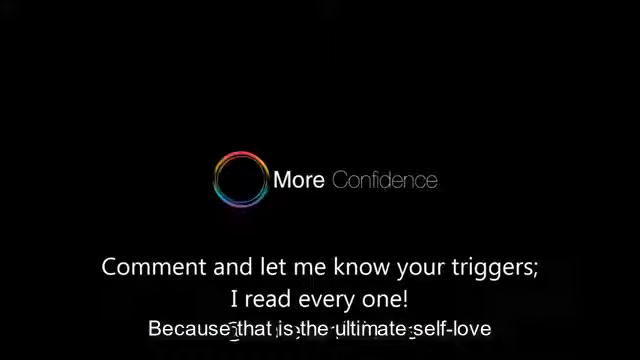 More Confidence
Comment and let me know your triggers;
I read every one!
Because that is the ultimate self-love